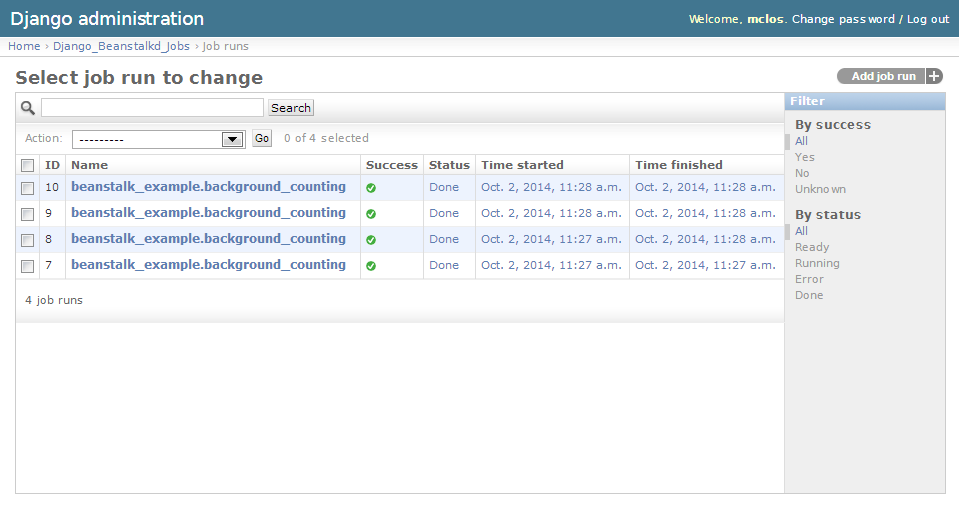 Django administration
Welcome, mclos. Change password / Log out
Home › Django_Beanstalkd_Jobs › Job runs
Select job run to change
Add job run +
Search
Filter
Action: --------- Go 0 of 4 selected
By success
All
Yes
No
Unknown
By status
All
Ready
Running
Error
Done
ID Name Success Status Time started Time finished
10 beanstalk_example.background_counting Done Oct. 2, 2014, 11:28 a.m. Oct. 2, 2014, 11:28 a.m.
9 beanstalk_example.background_counting Done Oct. 2, 2014, 11:28 a.m. Oct. 2, 2014, 11:28 a.m.
8 beanstalk_example.background_counting Done Oct. 2, 2014, 11:27 a.m. Oct. 2, 2014, 11:28 a.m.
7 beanstalk_example.background_counting Done Oct. 2, 2014, 11:27 a.m. Oct. 2, 2014, 11:27 a.m.
4 job runs